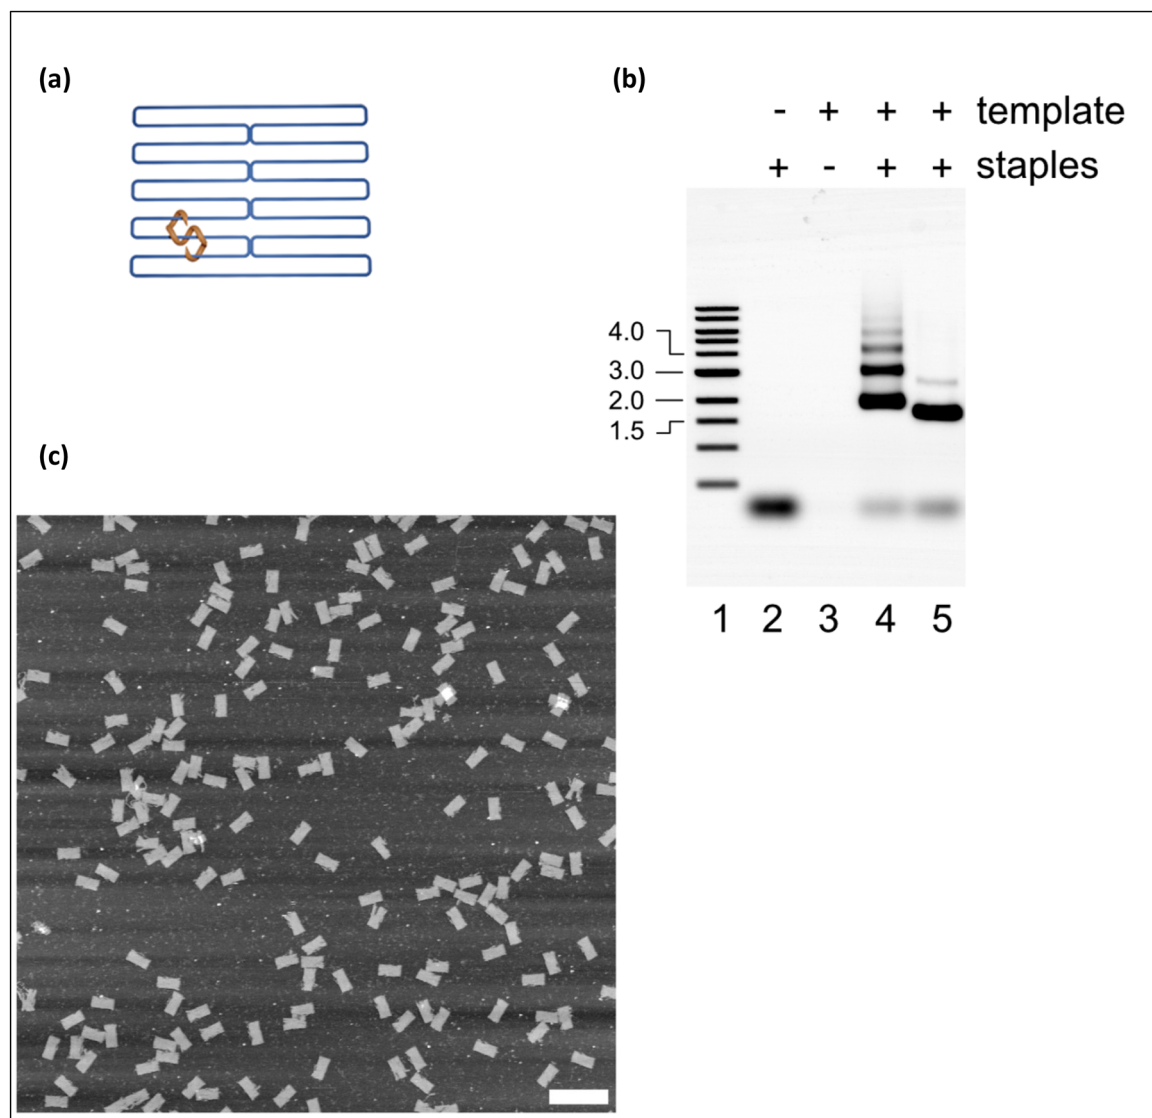 (a)
(b)
- + + + template
+ - + + staples
4.0
3.0
2.0
1.5
1 2 3 4 5
(c)